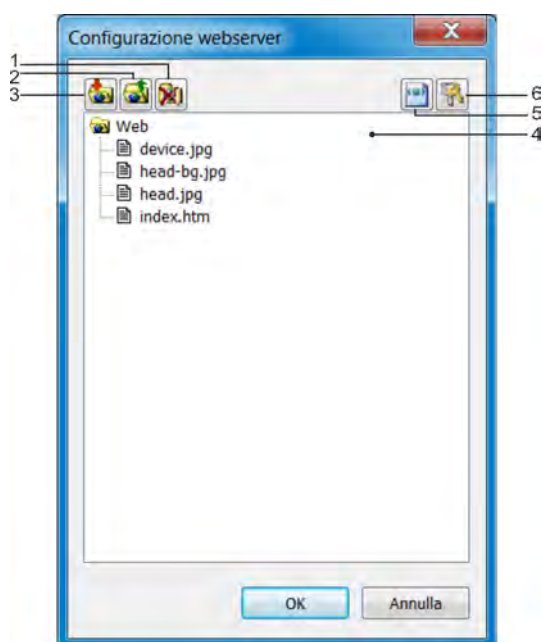 Configurazione webserver
1
2
3
6
5
4
Web
device.jpg
head-bg.jpg
head.jpg
index.htm
OK
Annulla